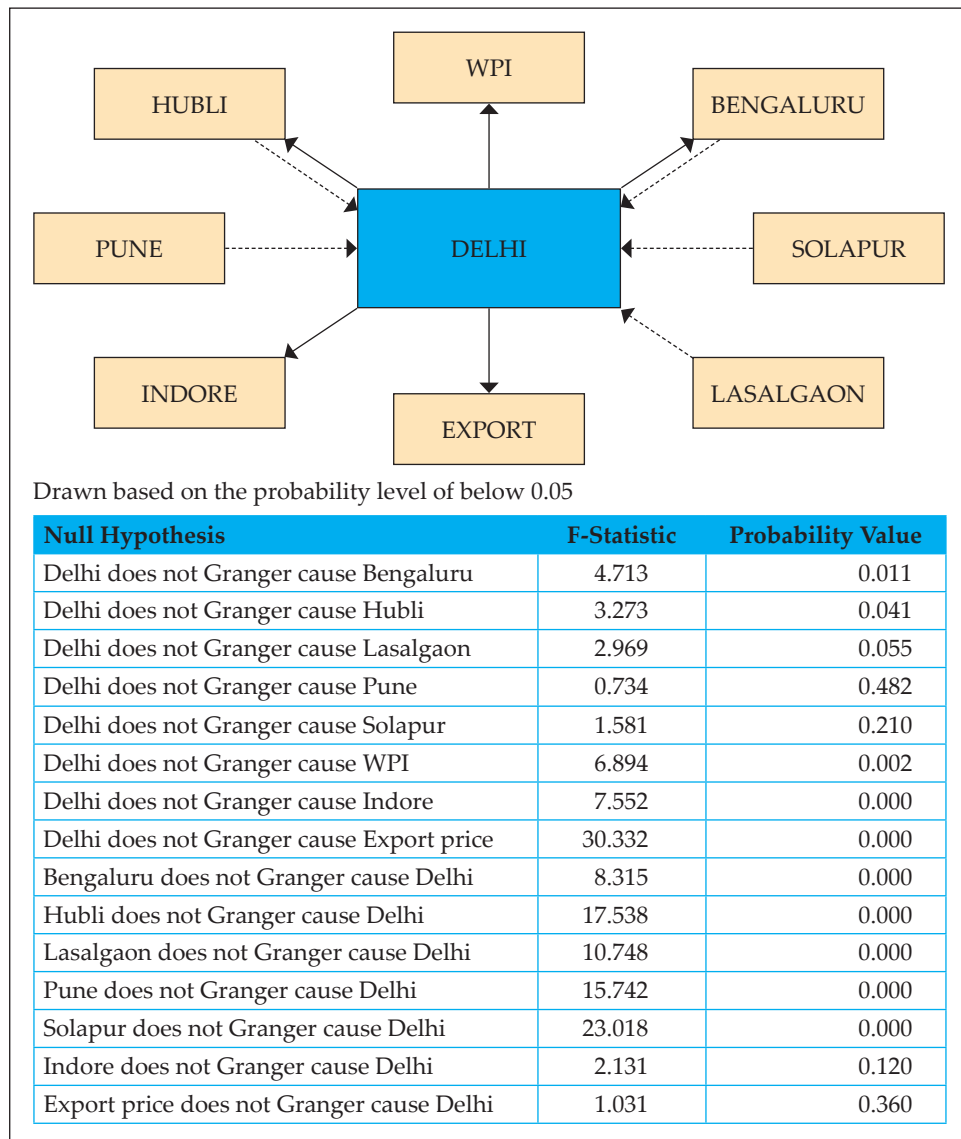 WPI
HUBLI
BENGALURU
PUNE
DELHI
SOLAPUR
INDORE
EXPORT
LASALGAON
Drawn based on the probability level of below 0.05
Null Hypothesis F-Statistic Probability Value
Delhi does not Granger cause Bengaluru 4.713 0.011
Delhi does not Granger cause Hubli 3.273 0.041
Delhi does not Granger cause Lasalgaon 2.969 0.055
Delhi does not Granger cause Pune 0.734 0.482
Delhi does not Granger cause Solapur 1.581 0.210
Delhi does not Granger cause WPI 6.894 0.002
Delhi does not Granger cause Indore 7.552 0.000
Delhi does not Granger cause Export price 30.332 0.000
Bengaluru does not Granger cause Delhi 8.315 0.000
Hubli does not Granger cause Delhi 17.538 0.000
Lasalgaon does not Granger cause Delhi 10.748 0.000
Pune does not Granger cause Delhi 15.742 0.000
Solapur does not Granger cause Delhi 23.018 0.000
Indore does not Granger cause Delhi 2.131 0.120
Export price does not Granger cause Delhi 1.031 0.360